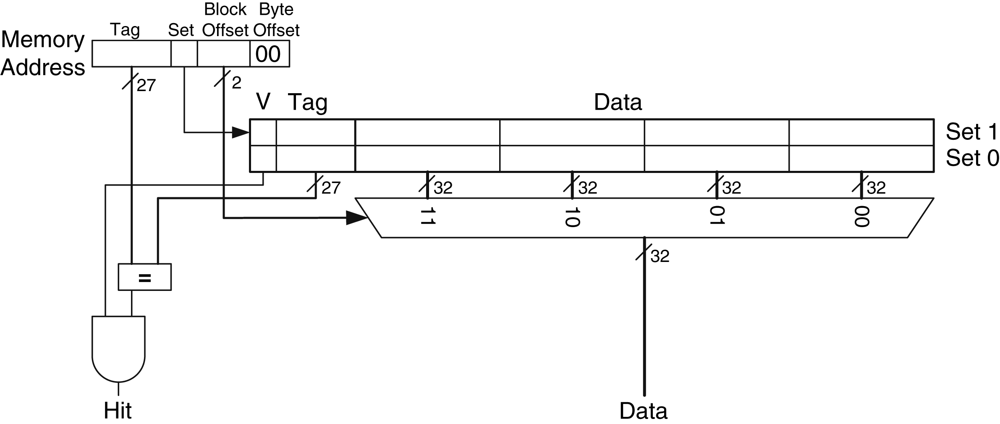 Block Byte
Tag Set Offset Offset
Memory
Address
00
27
2
V Tag Data
Set 1
Set 0
27 32 32 32 32
11 10 01 00
32
=
Hit
Data